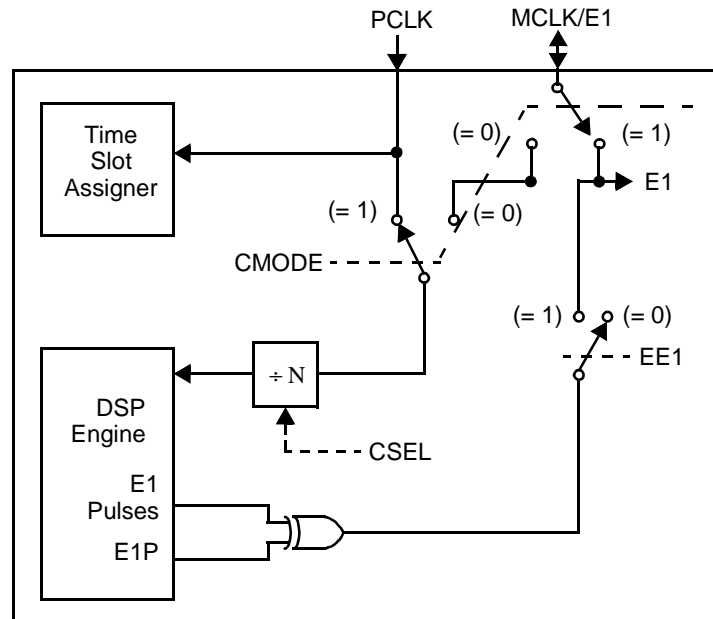 PCLK
MCLK/E1
Time
Slot
Assigner
(= 0)
(= 1)
E1
(= 1)
(= 0)
CMODE
(= 1)
(= 0)
EE1
÷ N
DSP
Engine
CSEL
E1
Pulses
E1P